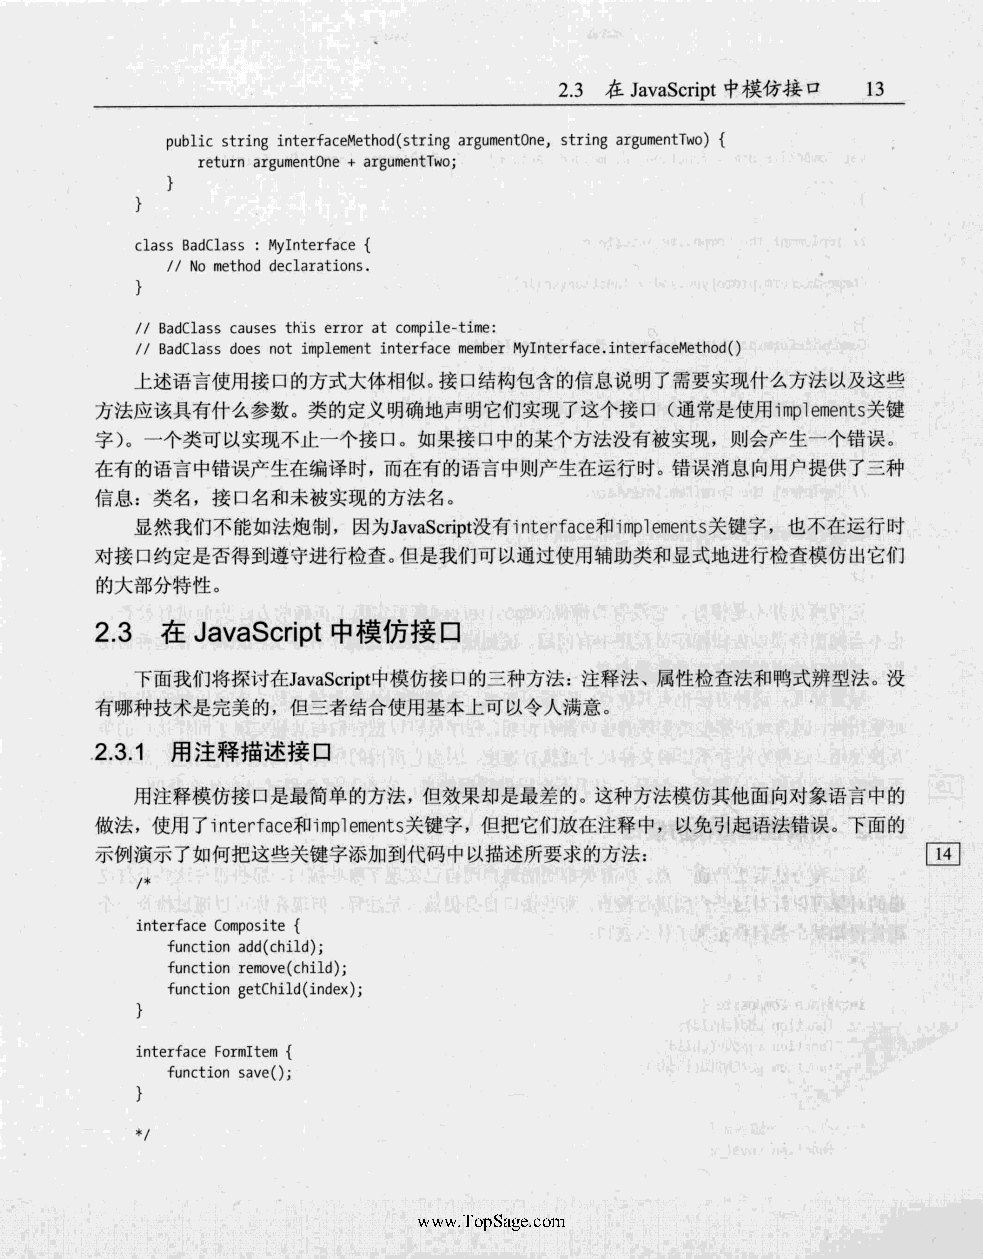 2.3 在 JavaScript 中模仿接口 13
public string interfaceMethod(string argumentOne, string argumentTwo) {
return argumentOne + argumentTwo;
}
}
class BadClass : MyInterface {
// No method declarations.
}
// BadClass causes this error at compile-time:
// BadClass does not implement interface member MyInterface.interfaceMethod()
上述语言使用接口的方式大体相似。接口结构包含的信息说明了需要实现什么方法以及这些
方法应该具有什么参数。类的定义明确地声明它们实现了这个接口（通常是使用implements关键
字）。一个类可以实现不止一个接口。如果接口中的某个方法没有被实现，则会产生一个错误。
在有的语言中错误产生在编译时，而在有的语言中则产生在运行时。错误消息向用户提供了三种
信息：类名，接口名和未被实现的方法名。
显然我们不能如法炮制，因为JavaScript没有interface和implements关键字，也不在运行时
对接口约定是否得到遵守进行检查。但是我们可以通过使用辅助类和显式地进行检查模仿出它们
的大部分特性。
2.3 在 JavaScript 中模仿接口
下面我们将探讨在JavaScript中模仿接口的三种方法：注释法、属性检查法和鸭式辨型法。没
有哪种技术是完美的，但三者结合使用基本上可以令人满意。
2.3.1 用注释描述接口
用注释模仿接口是最简单的方法，但效果却是最差的。这种方法模仿其他面向对象语言中的
做法，使用了interface和implements关键字，但把它们放在注释中，以免引起语法错误。下面的
示例演示了如何把这些关键字添加到代码中以描述所要求的方法：
14
/*
interface Composite {
function add(child);
function remove(child);
function getChild(index);
}
interface FormItem {
function save();
}
*/
www.TopSage.com